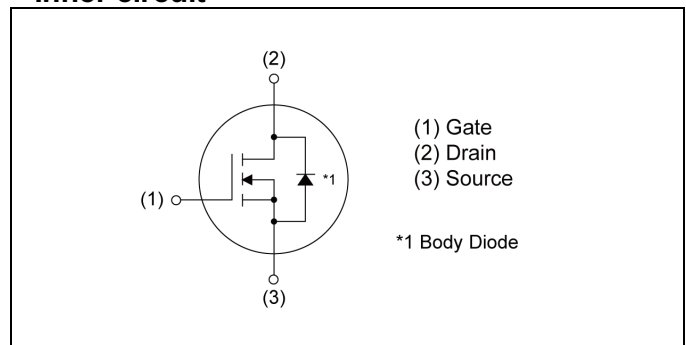 Inner circuit
(2)
(1) Gate
(2) Drain
(3) Source
*1
(1)
*1 Body Diode
(3)